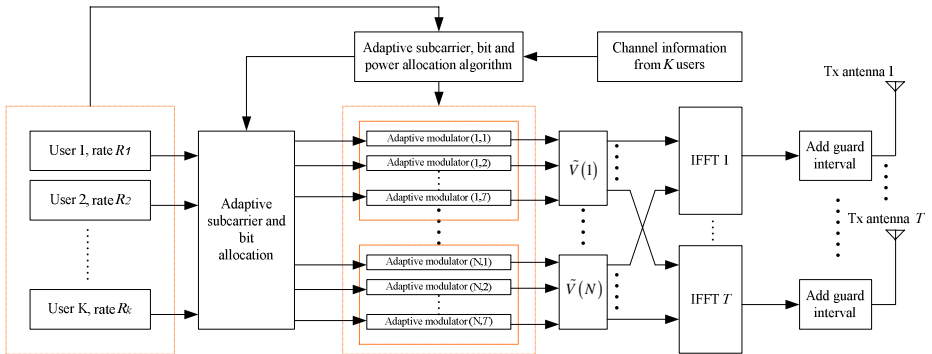 Adaptive subcarrier, bit and
power allocation algorithm
Channel information
from K users
Tx antenna 1
User 1, rate R1
User 2, rate R2
User K, rate Rk
Adaptive
subcarrier and
bit
allocation
Adaptive modulator (1,1)
Adaptive modulator (1,2)
Adaptive modulator (1,T)
Adaptive modulator (N,1)
Adaptive modulator (N,2)
Adaptive modulator (N,T)
Ṽ(1)
Ṽ(N)
IFFT 1
IFFT T
Add guard
interval
Tx antenna T
Add guard
interval